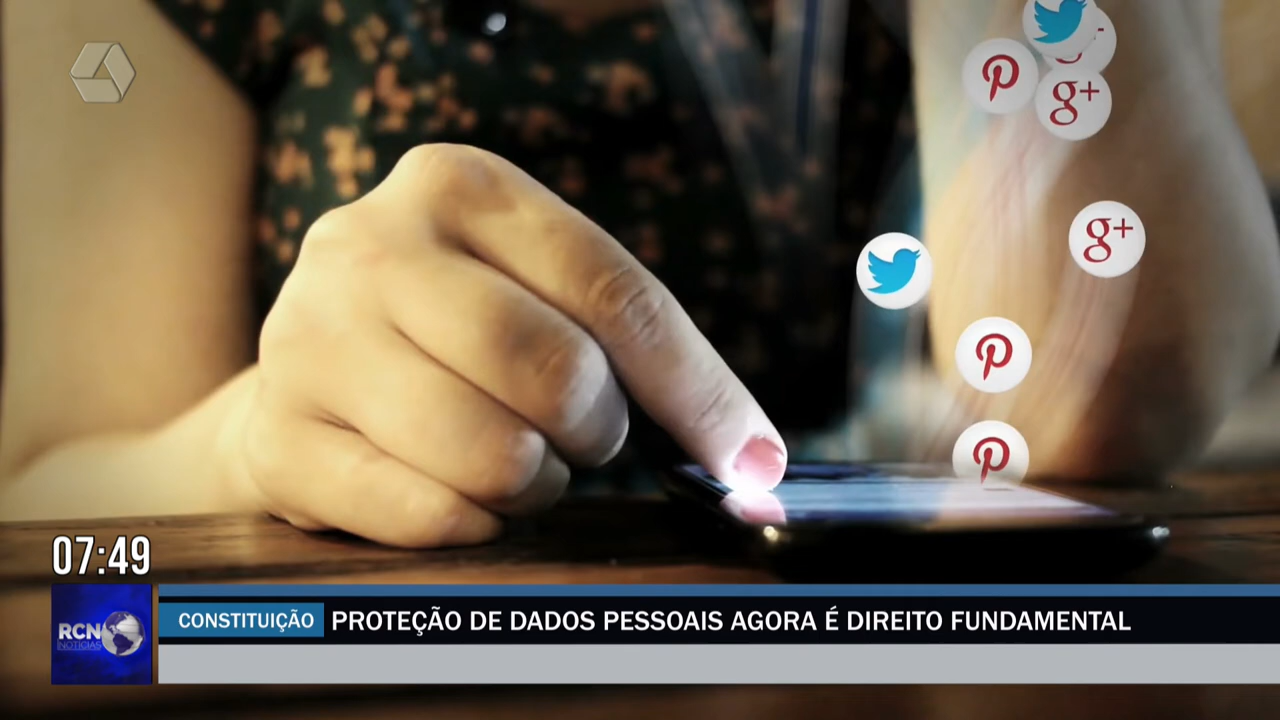 g+
g+
07:49
CONSTITUIÇÃO PROTEÇÃO DE DADOS PESSOAIS AGORA É DIREITO FUNDAMENTAL
RCN
NOTÍCIAS